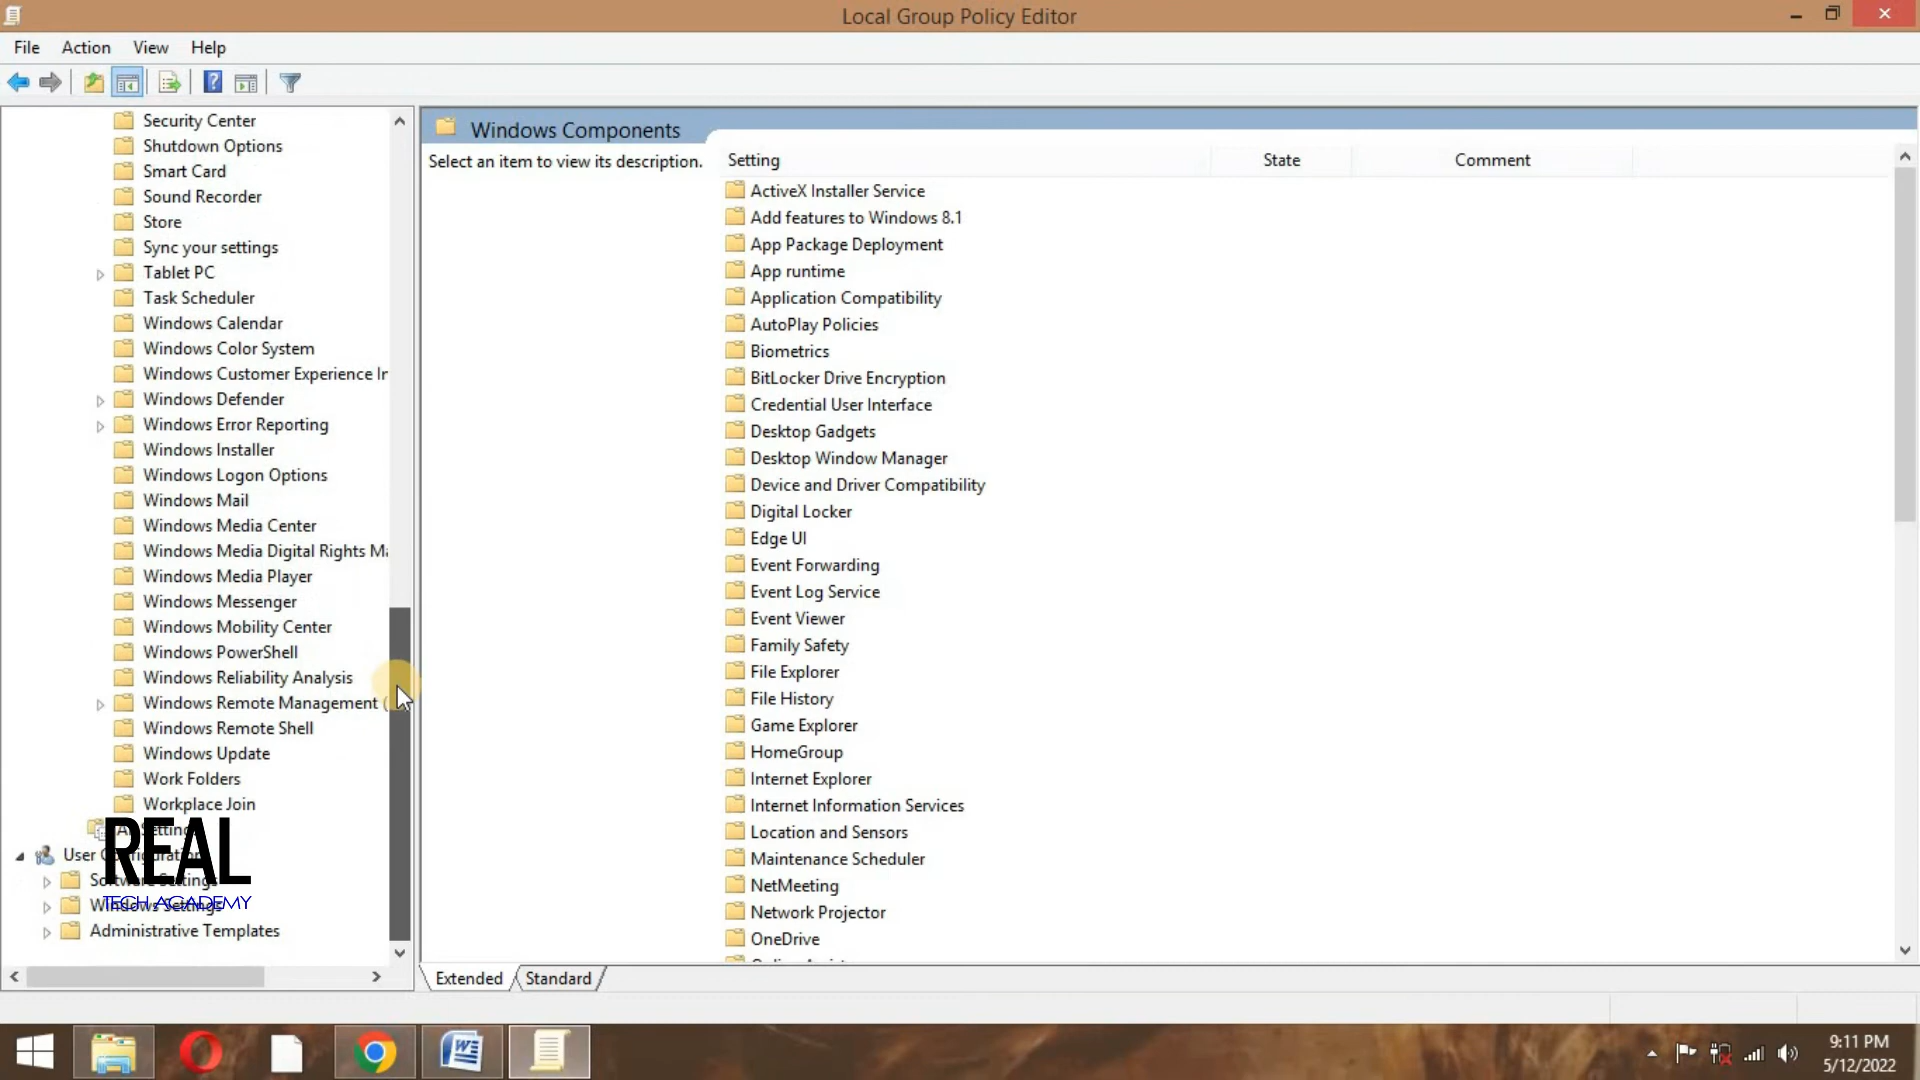 Local Group Policy Editor
File Action View Help
Security Center
Shutdown Options
Smart Card
Sound Recorder
Store
Sync your settings
Tablet PC
Task Scheduler
Windows Calendar
Windows Color System
Windows Customer Experience Ir
Windows Defender
Windows Error Reporting
Windows Installer
Windows Logon Options
Windows Mail
Windows Media Center
Windows Media Digital Rights Ma
Windows Media Player
Windows Messenger
Windows Mobility Center
Windows PowerShell
Windows Reliability Analysis
Windows Remote Management (
Windows Remote Shell
Windows Update
Work Folders
Workplace Join
All Settings
User Configuration
Software Settings
Windows Settings
Administrative Templates
REAL
TECH ACADEMY
Windows Components
Select an item to view its description.
Setting State Comment
ActiveX Installer Service
Add features to Windows 8.1
App Package Deployment
App runtime
Application Compatibility
AutoPlay Policies
Biometrics
BitLocker Drive Encryption
Credential User Interface
Desktop Gadgets
Desktop Window Manager
Device and Driver Compatibility
Digital Locker
Edge UI
Event Forwarding
Event Log Service
Event Viewer
Family Safety
File Explorer
File History
Game Explorer
HomeGroup
Internet Explorer
Internet Information Services
Location and Sensors
Maintenance Scheduler
NetMeeting
Network Projector
OneDrive
Extended Standard
9:11 PM
5/12/2022